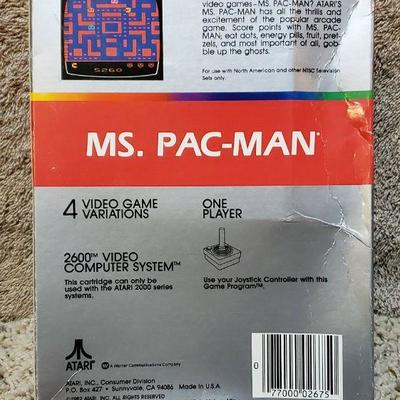 video games—MS. PAC-MAN? ATARI'S
MS. PAC-MAN has all the thrills and
excitement of the popular arcade
game. Score points with MS. PAC-
MAN; eat dots, energy pills, fruit, pret-
zels, and most important of all, gob-
ble up the ghosts.
For use with North American and other NTSC Television
Sets only.
5260
MS. PAC-MAN
4 VIDEO GAME
VARIATIONS
ONE
PLAYER
2600™ VIDEO
COMPUTER SYSTEM™
This cartridge can only be
used with the ATARI 2000 series
systems.
Use your Joystick Controller with this
Game Program™.
ATARI®
A Warner Communications Company
ATARI, INC., Consumer Division
P.O. Box 427 • Sunnyvale, CA 94086 Made in U.S.A.
© 1982 ATARI, INC. ALL RIGHTS RESERVED
0 77000 02675